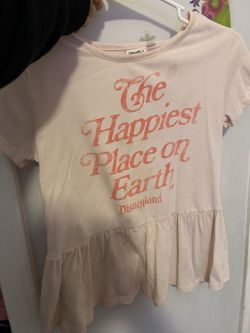 The
Happiest
Place on
Earth
Disneyland